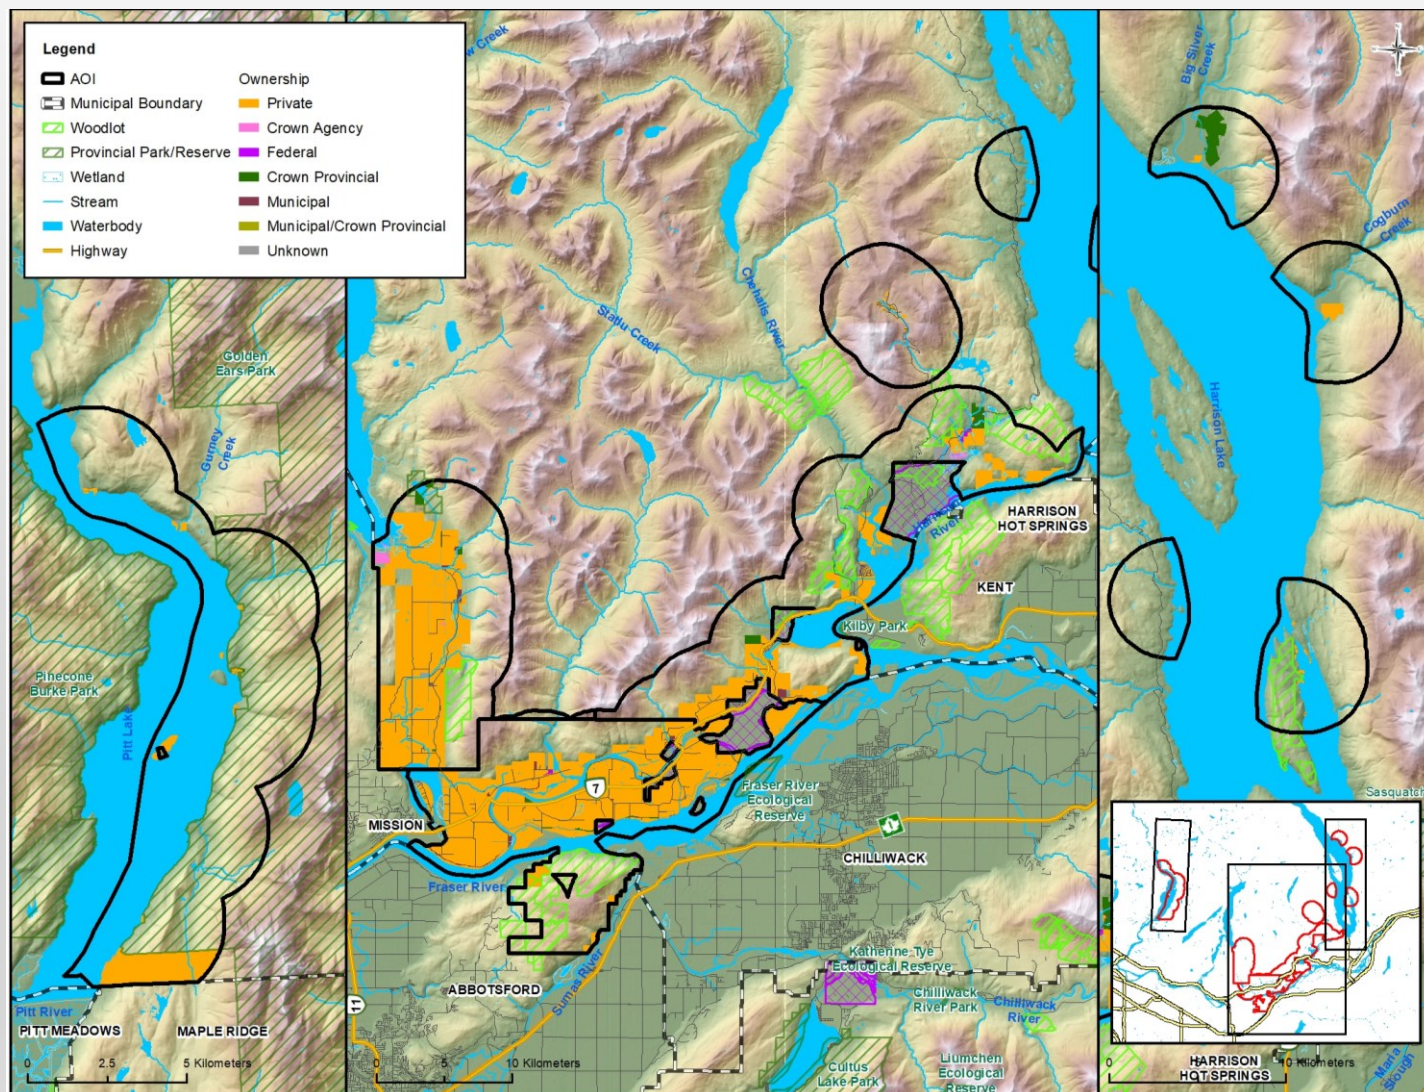 Legend
AOI
Municipal Boundary
Woodlot
Provincial Park/Reserve
Wetland
Stream
Waterbody
Highway
Ownership
Private
Crown Agency
Federal
Crown Provincial
Municipal
Municipal/Crown Provincial
Unknown
Golden
Ears Park
Gurney
Creek
Pinecone
Burke Park
Pitt Lake
Pitt River
PITT MEADOWS
MAPLE RIDGE
0 2.5 5 Kilometers
Creek
Statlu Creek
Chehalis River
HARRISON
HOT SPRINGS
River
KENT
Kilby Park
7
MISSION
Fraser River
Fraser River
Ecological
Reserve
1
CHILLIWACK
Katherine Tye
Ecological Reserve
ABBOTSFORD
Sumas River
11
Chilliwack
River Park
Chilliwack
River
Cultus
Lake Park
Liumchen
Ecological
Reserve
0 5 10 Kilometers
Big Silver
Creek
Cogburn
Creek
Harrison Lake
Sasquatch
HARRISON
HOT SPRINGS
10 Kilometers
Maria
Slough